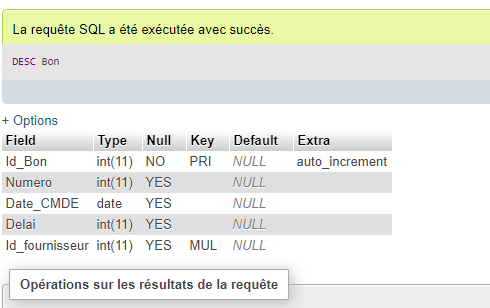 La requête SQL a été exécutée avec succès.
DESC Bon
+ Options
Field Type Null Key Default Extra
Id_Bon int(11) NO PRI NULL auto_increment
Numero int(11) YES NULL
Date_CMDE date YES NULL
Delai int(11) YES NULL
Id_fournisseur int(11) YES MUL NULL
Opérations sur les résultats de la requête